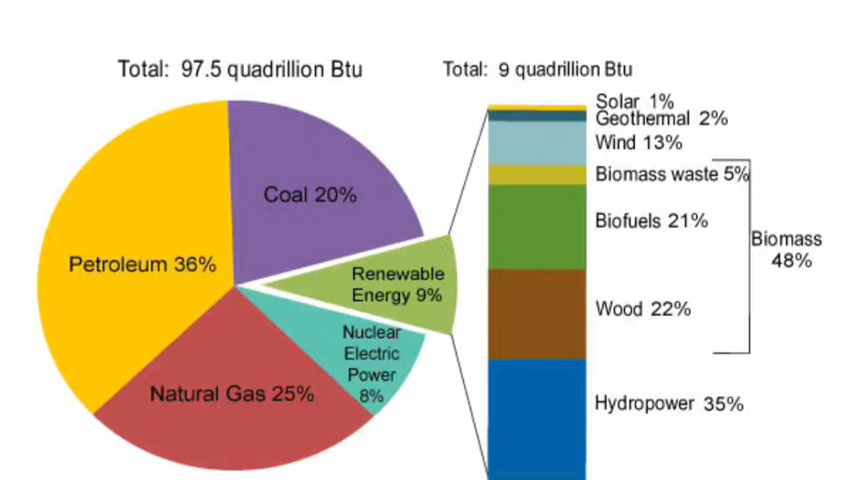 Total: 97.5 quadrillion Btu
Total: 9 quadrillion Btu
Coal 20%
Petroleum 36%
Renewable
Energy 9%
Nuclear
Electric
Power
8%
Natural Gas 25%
Solar 1%
Geothermal 2%
Wind 13%
Biomass waste 5%
Biofuels 21%
Biomass
48%
Wood 22%
Hydropower 35%